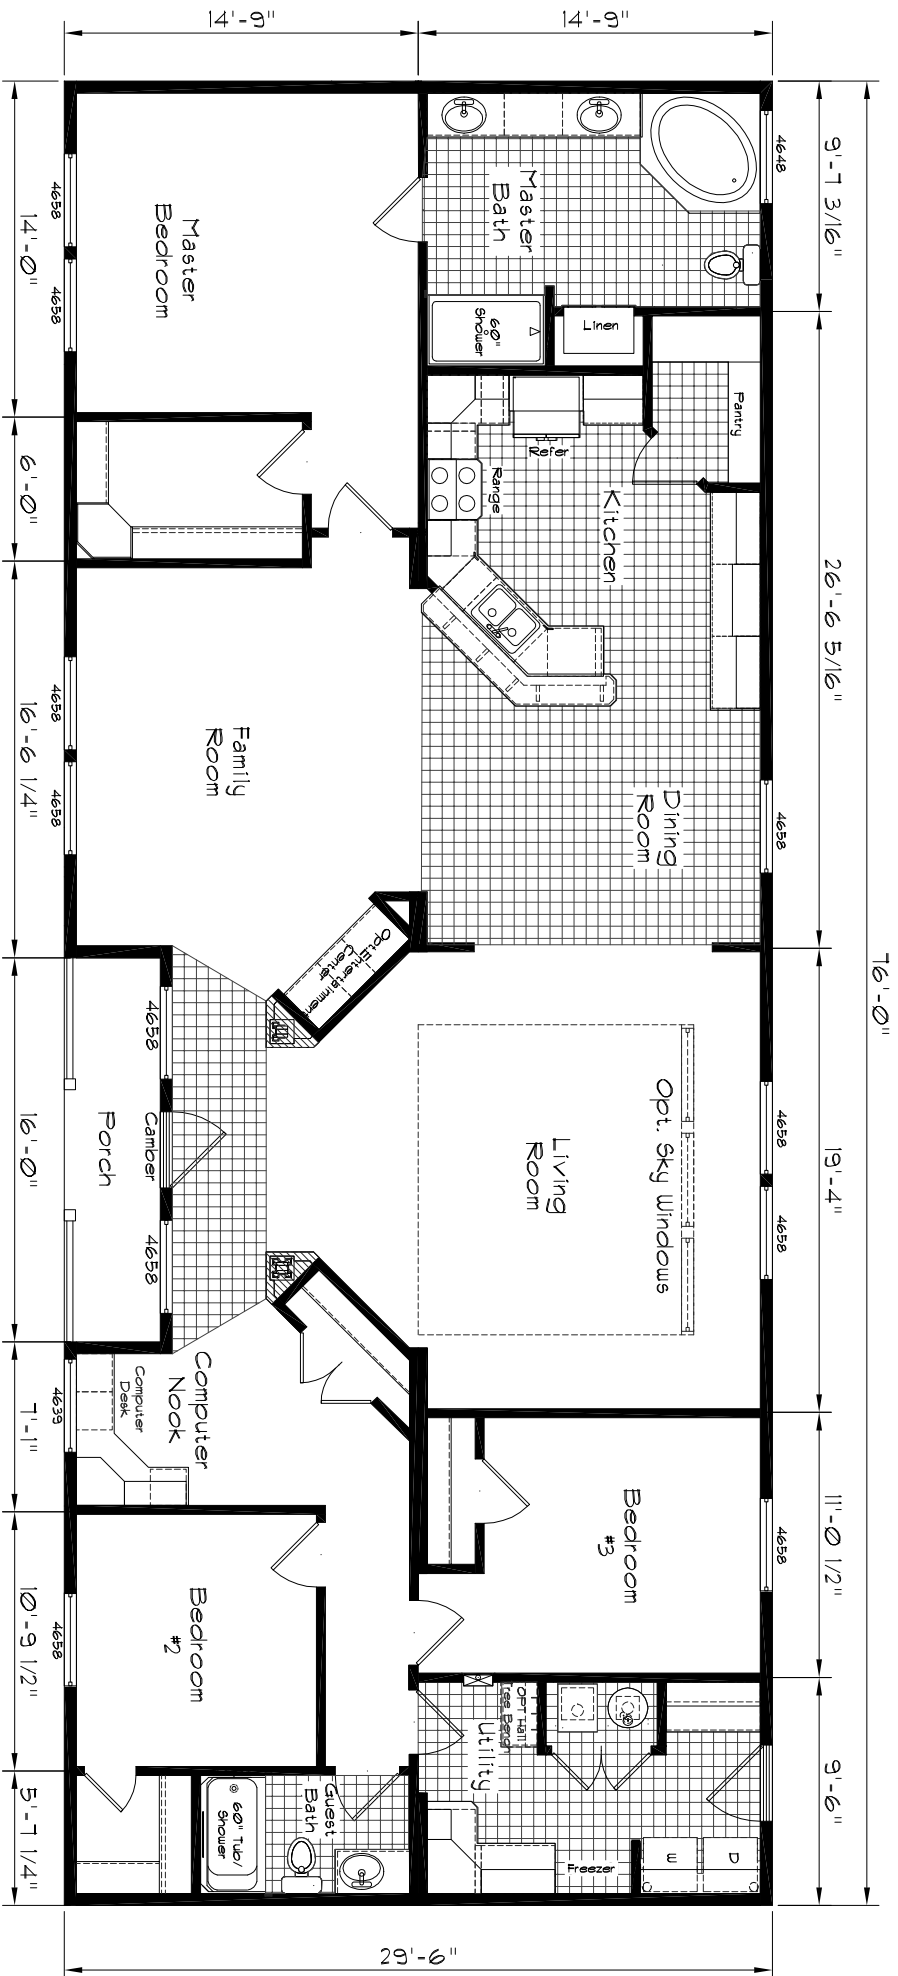 14'-9"
14'-9"
9'-7 3/16"
26'-6 5/16"
19'-4"
11'-0 1/2"
9'-6"
76'-0"
4648
4658
4658
4658
4658
Master
Bath
60"
Shower
Linen
Pantry
Refer
Range
Kitchen
Dining
Room
Opt. Sky Windows
Living
Room
Bedroom
#3
OPT Hall
Tree Bench
Utility
Freezer
W
D
Master
Bedroom
Family
Room
Opt. Entertainment
Center
4658
Camber
4658
Porch
Computer
Nook
Computer
Desk
Bedroom
#2
Guest
Bath
60" Tub/
Shower
4658
4658
4658
4658
4639
4658
14'-0"
6'-0"
16'-6 1/4"
16'-0"
7'-1"
10'-9 1/2"
5'-7 1/4"
29'-6"